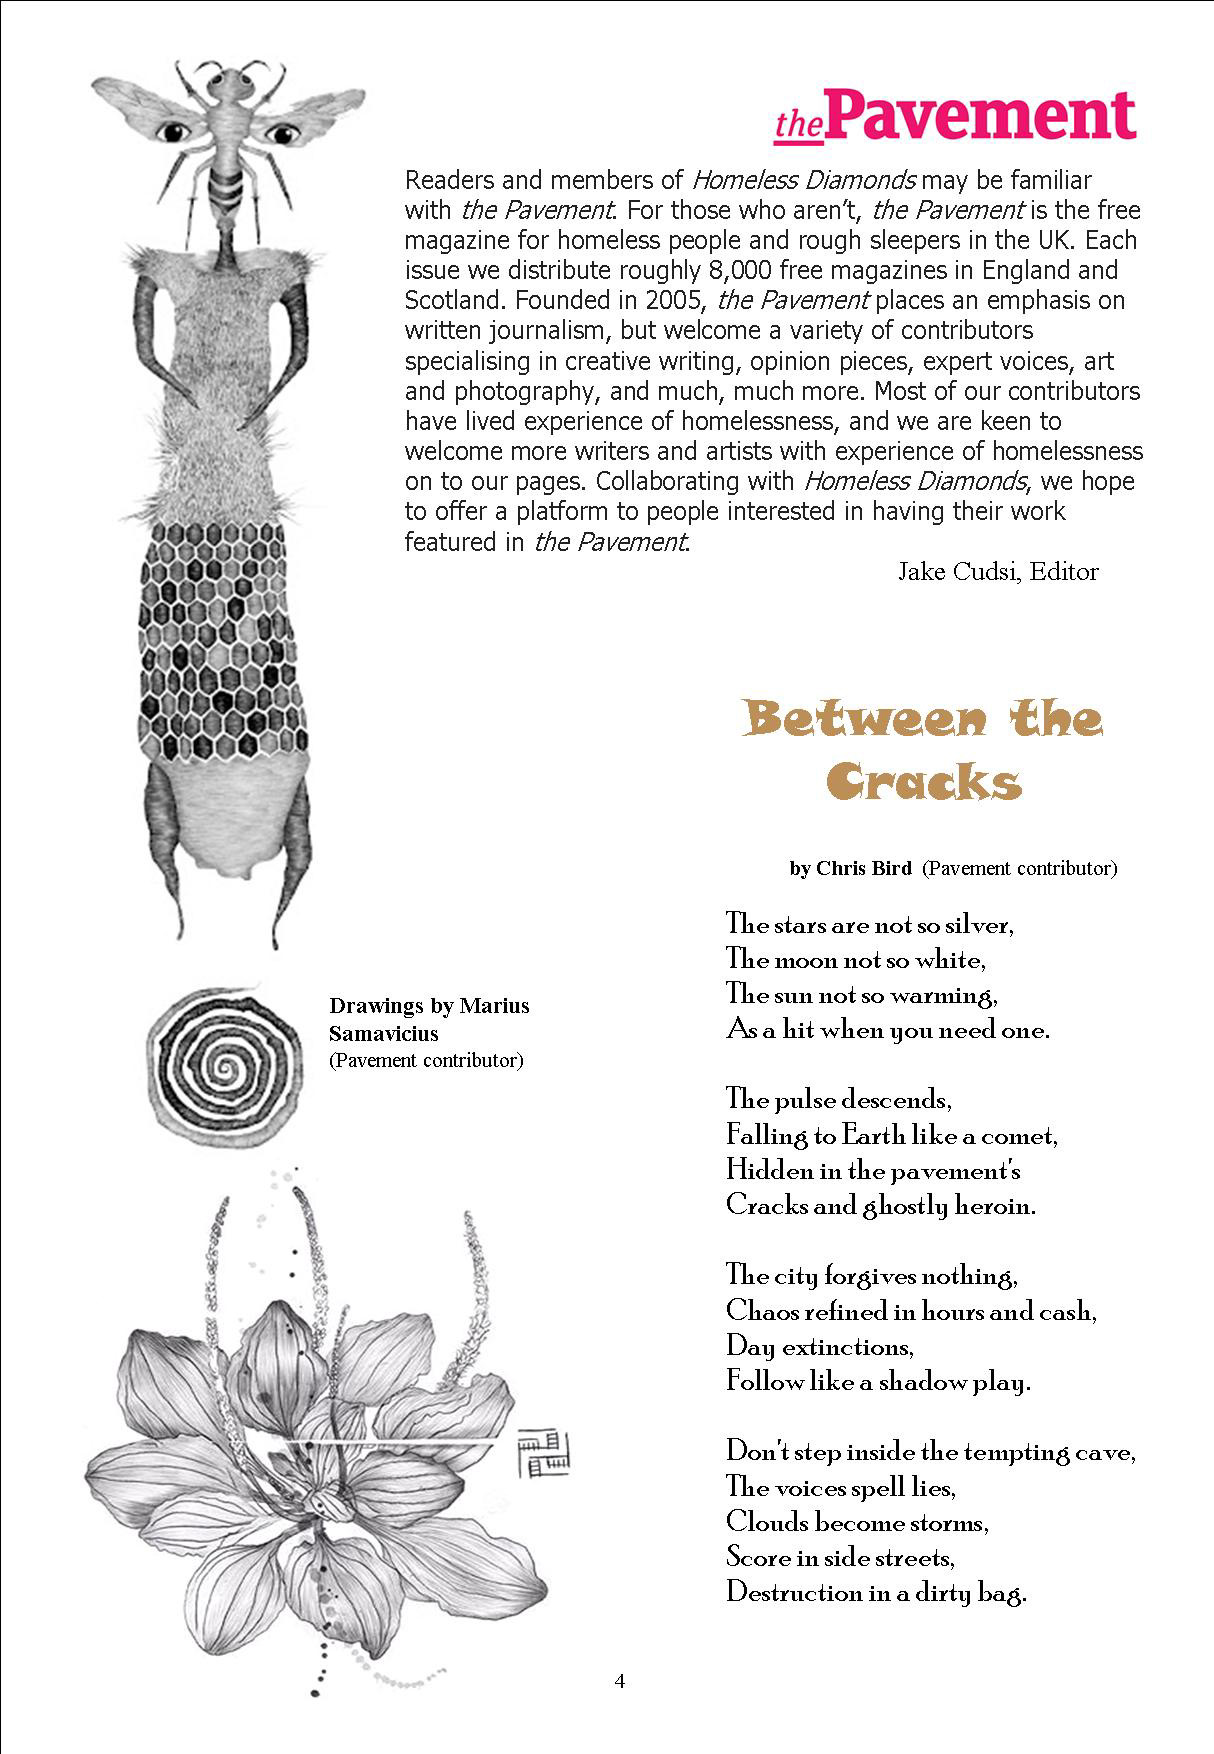 the Pavement
Readers and members of Homeless Diamonds may be familiar
with the Pavement. For those who aren't, the Pavement is the free
magazine for homeless people and rough sleepers in the UK. Each
issue we distribute roughly 8,000 free magazines in England and
Scotland. Founded in 2005, the Pavement places an emphasis on
written journalism, but welcome a variety of contributors
specialising in creative writing, opinion pieces, expert voices, art
and photography, and much, much more. Most of our contributors
have lived experience of homelessness, and we are keen to
welcome more writers and artists with experience of homelessness
on to our pages. Collaborating with Homeless Diamonds, we hope
to offer a platform to people interested in having their work
featured in the Pavement.
Jake Cudsi, Editor
Between the
Cracks
by Chris Bird (Pavement contributor)
The stars are not so silver,
The moon not so white,
The sun not so warming,
As a hit when you need one.
The pulse descends,
Falling to Earth like a comet,
Hidden in the pavement's
Cracks and ghostly heroin.
The city forgives nothing,
Chaos refined in hours and cash,
Day extinctions,
Follow like a shadow play.
Don't step inside the tempting cave,
The voices spell lies,
Clouds become storms,
Score in side streets,
Destruction in a dirty bag.
Drawings by Marius
Samavicius
(Pavement contributor)
4